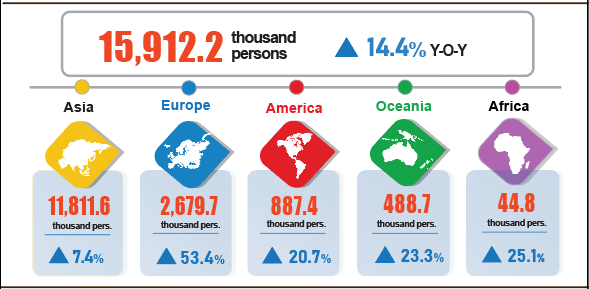 15,912.2 thousand persons ▲ 14.4% Y-O-Y
Asia
Europe
America
Oceania
Africa
11,811.6
thousand pers.
▲ 7.4%
2,679.7
thousand pers.
▲ 53.4%
887.4
thousand pers.
▲ 20.7%
488.7
thousand pers.
▲ 23.3%
44.8
thousand pers.
▲ 25.1%